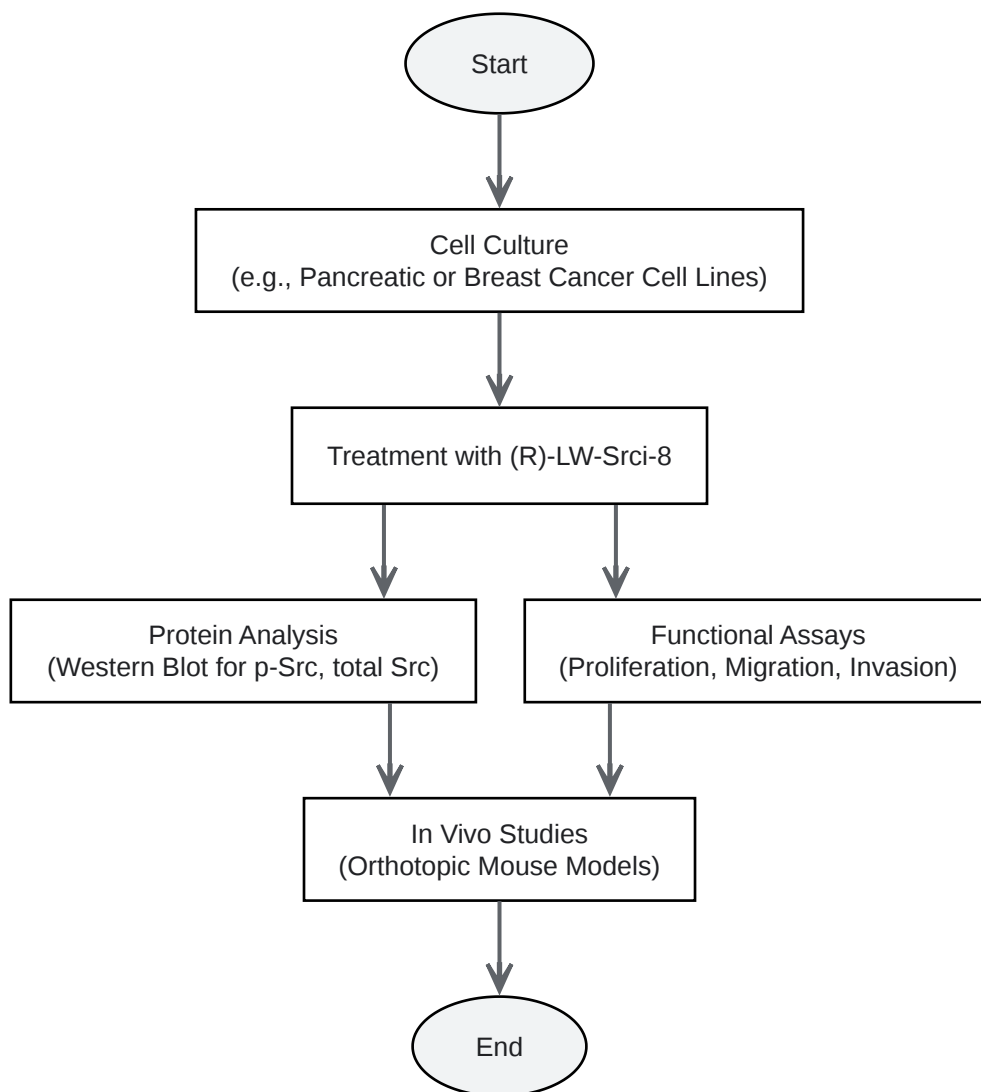 Start
Cell Culture
(e.g., Pancreatic or Breast Cancer Cell Lines)
Treatment with (R)-LW-Srci-8
Protein Analysis
(Western Blot for p-Src, total Src)
Functional Assays
(Proliferation, Migration, Invasion)
In Vivo Studies
(Orthotopic Mouse Models)
End